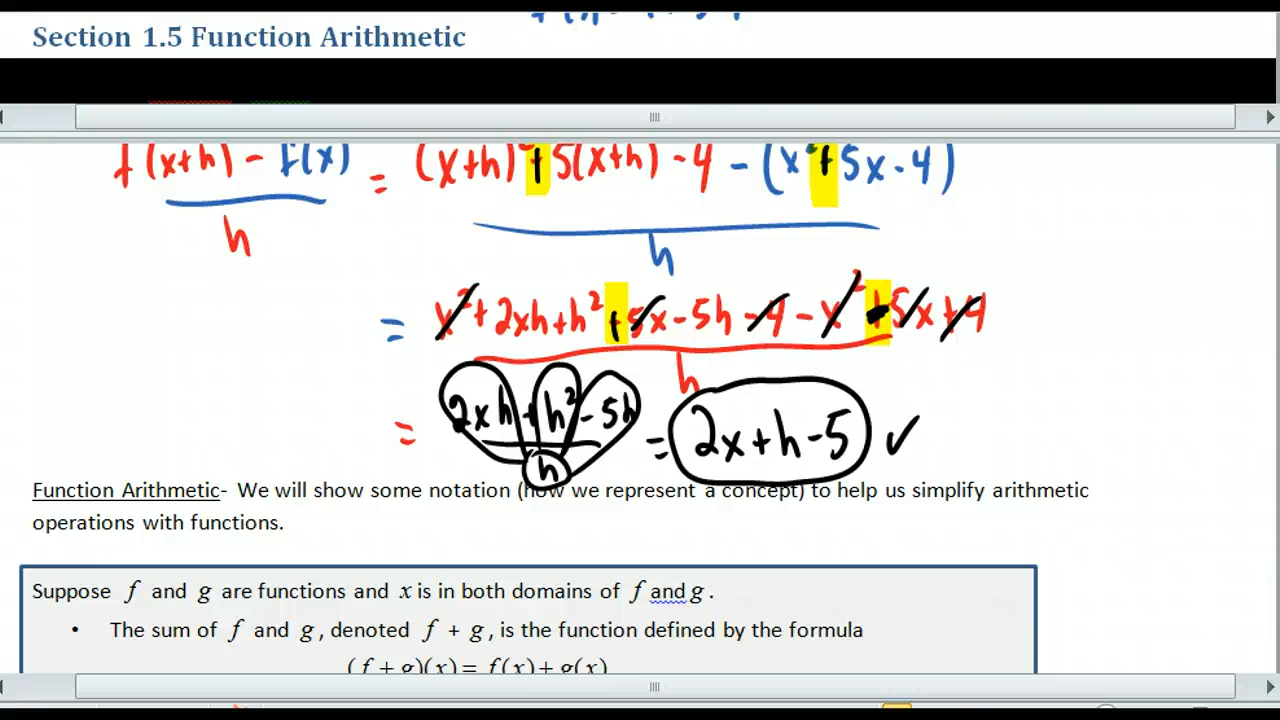 Section 1.5 Function Arithmetic
f(x+h) - f(x) = (x+h)² + 5(x+h) - 4 - (x² + 5x - 4)
h h
= x² + 2xh + h² + 5x - 5h - 4 - x² + 5x + 4
h
= 2xh + h² - 5h = 2x + h - 5 ✓
h
Function Arithmetic- We will show some notation (how we represent a concept) to help us simplify arithmetic
operations with functions.
Suppose f and g are functions and x is in both domains of f and g .
• The sum of f and g , denoted f + g , is the function defined by the formula
(f + g)(x) = f(x) + g(x)